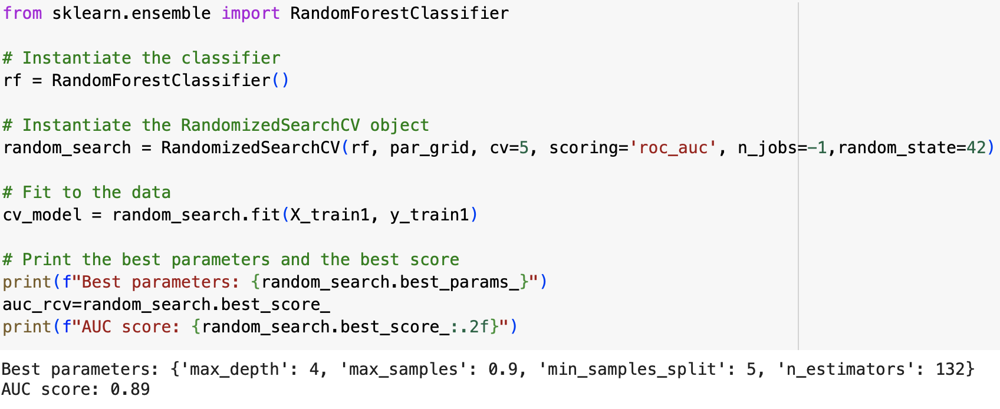 from sklearn.ensemble import RandomForestClassifier
# Instantiate the classifier
rf = RandomForestClassifier()
# Instantiate the RandomizedSearchCV object
random_search = RandomizedSearchCV(rf, par_grid, cv=5, scoring='roc_auc', n_jobs=-1,random_state=42)
# Fit to the data
cv_model = random_search.fit(X_train1, y_train1)
# Print the best parameters and the best score
print(f"Best parameters: {random_search.best_params_}")
auc_rcv=random_search.best_score_
print(f"AUC score: {random_search.best_score_:.2f}")
Best parameters: {'max_depth': 4, 'max_samples': 0.9, 'min_samples_split': 5, 'n_estimators': 132}
AUC score: 0.89